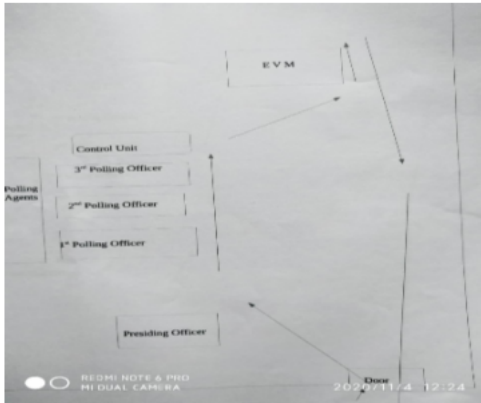 E V M
Control Unit
3rd Polling Officer
Polling
Agents
2nd Polling Officer
1st Polling Officer
Presiding Officer
Door
REDMI NOTE 6 PRO
MI DUAL CAMERA
2020/11/4 12:24